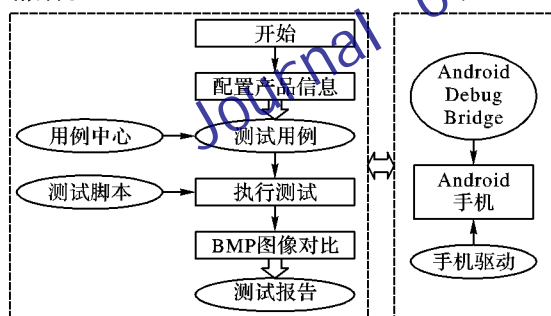 开始
配置产品信息
用例中心
测试用例
测试脚本
执行测试
BMP图像对比
测试报告
Android
Debug
Bridge
Android
手机
手机驱动
Journal